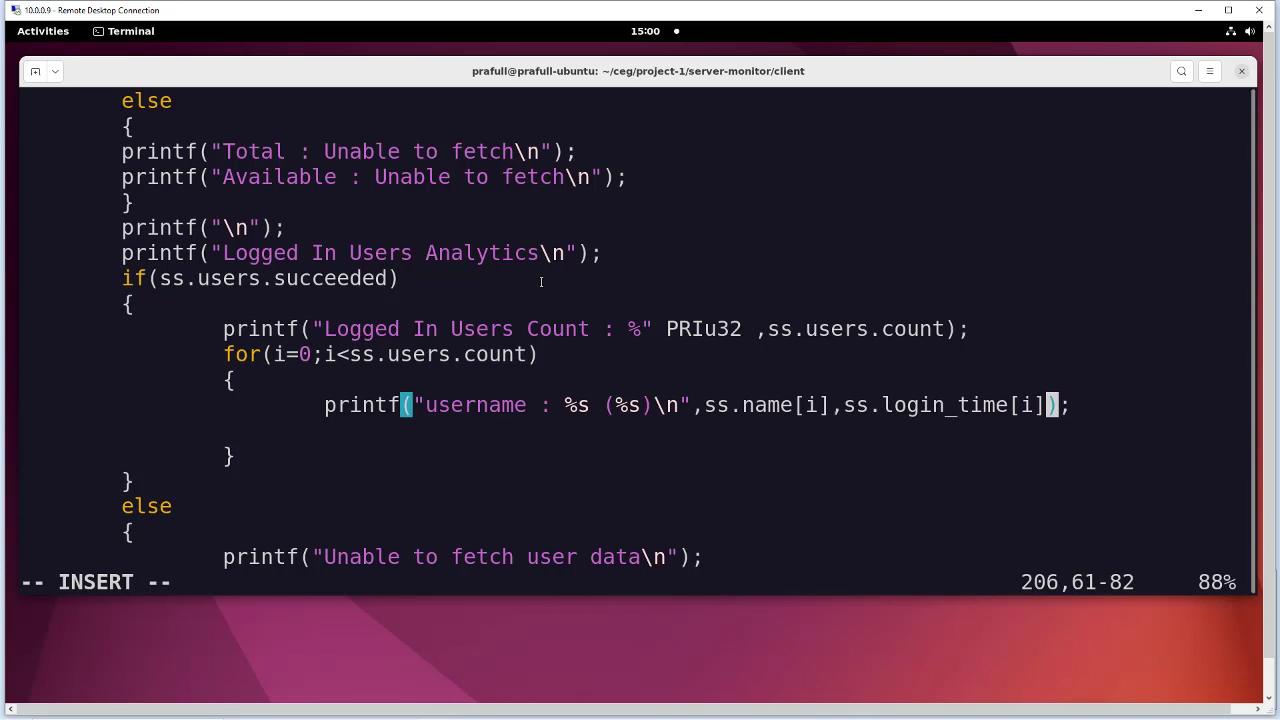 10.0.0.9 - Remote Desktop Connection
Activities Terminal 15:00
prafull@prafull-ubuntu: ~/ceg/project-1/server-monitor/client
else
{
printf("Total : Unable to fetch\n");
printf("Available : Unable to fetch\n");
}
printf("\n");
printf("Logged In Users Analytics\n");
if(ss.users.succeeded)
{
printf("Logged In Users Count : %" PRIu32 ,ss.users.count);
for(i=0;i<ss.users.count)
{
printf("username : %s (%s)\n",ss.name[i],ss.login_time[i]);
}
}
else
{
printf("Unable to fetch user data\n");
-- INSERT -- 206,61-82 88%